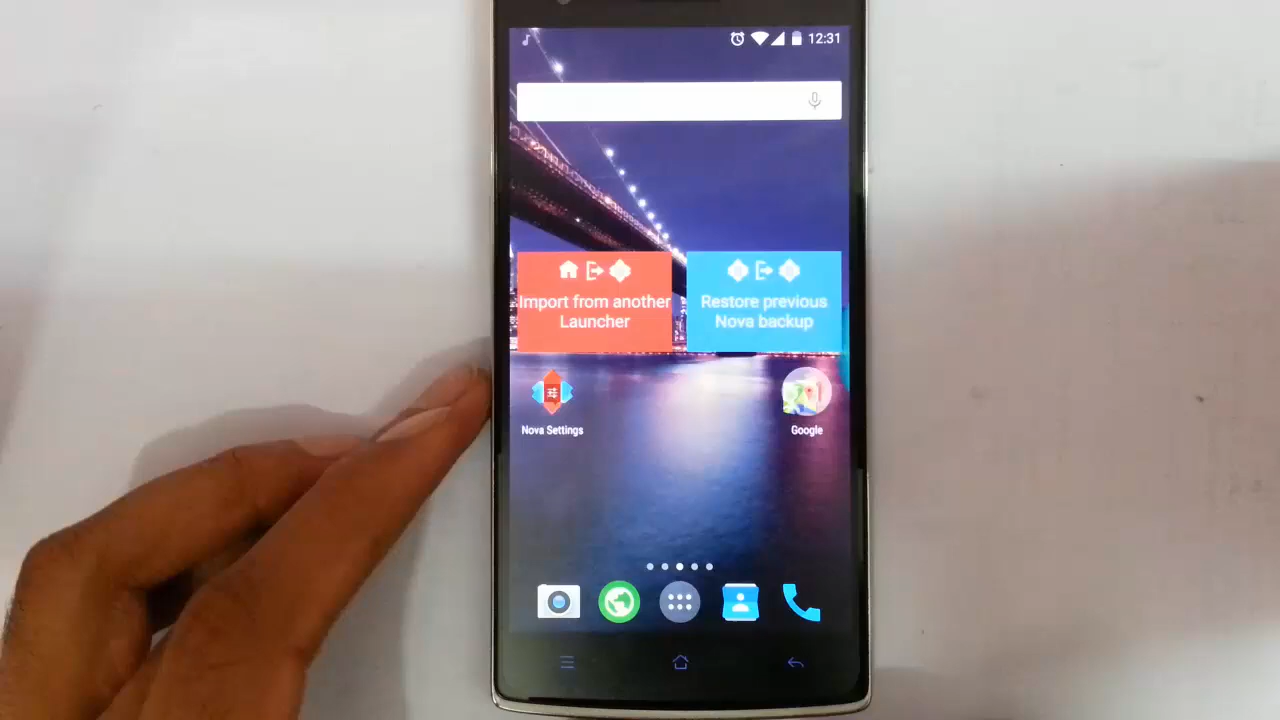 12:31
Import from another
Launcher
Restore previous
Nova backup
Nova Settings
Google